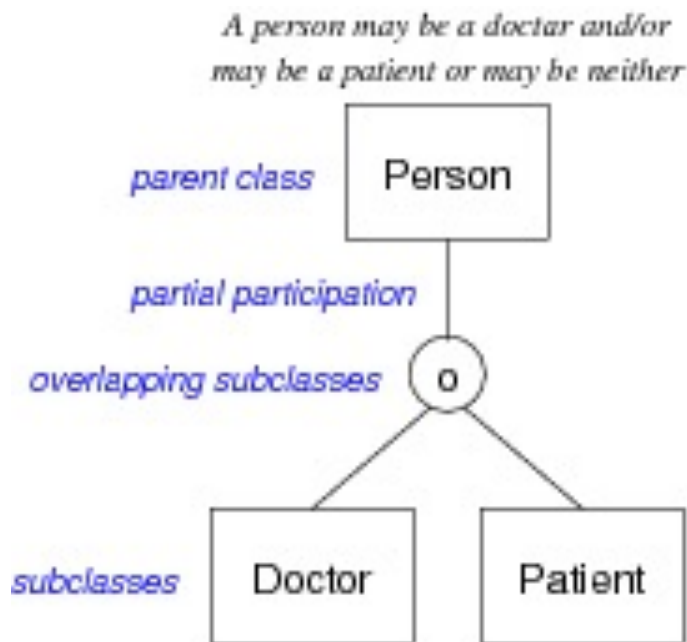 A person may be a doctar and/or
may be a patient or may be neither
parent class
Person
partial participation
overlapping subclasses
o
subclasses
Doctor
Patient